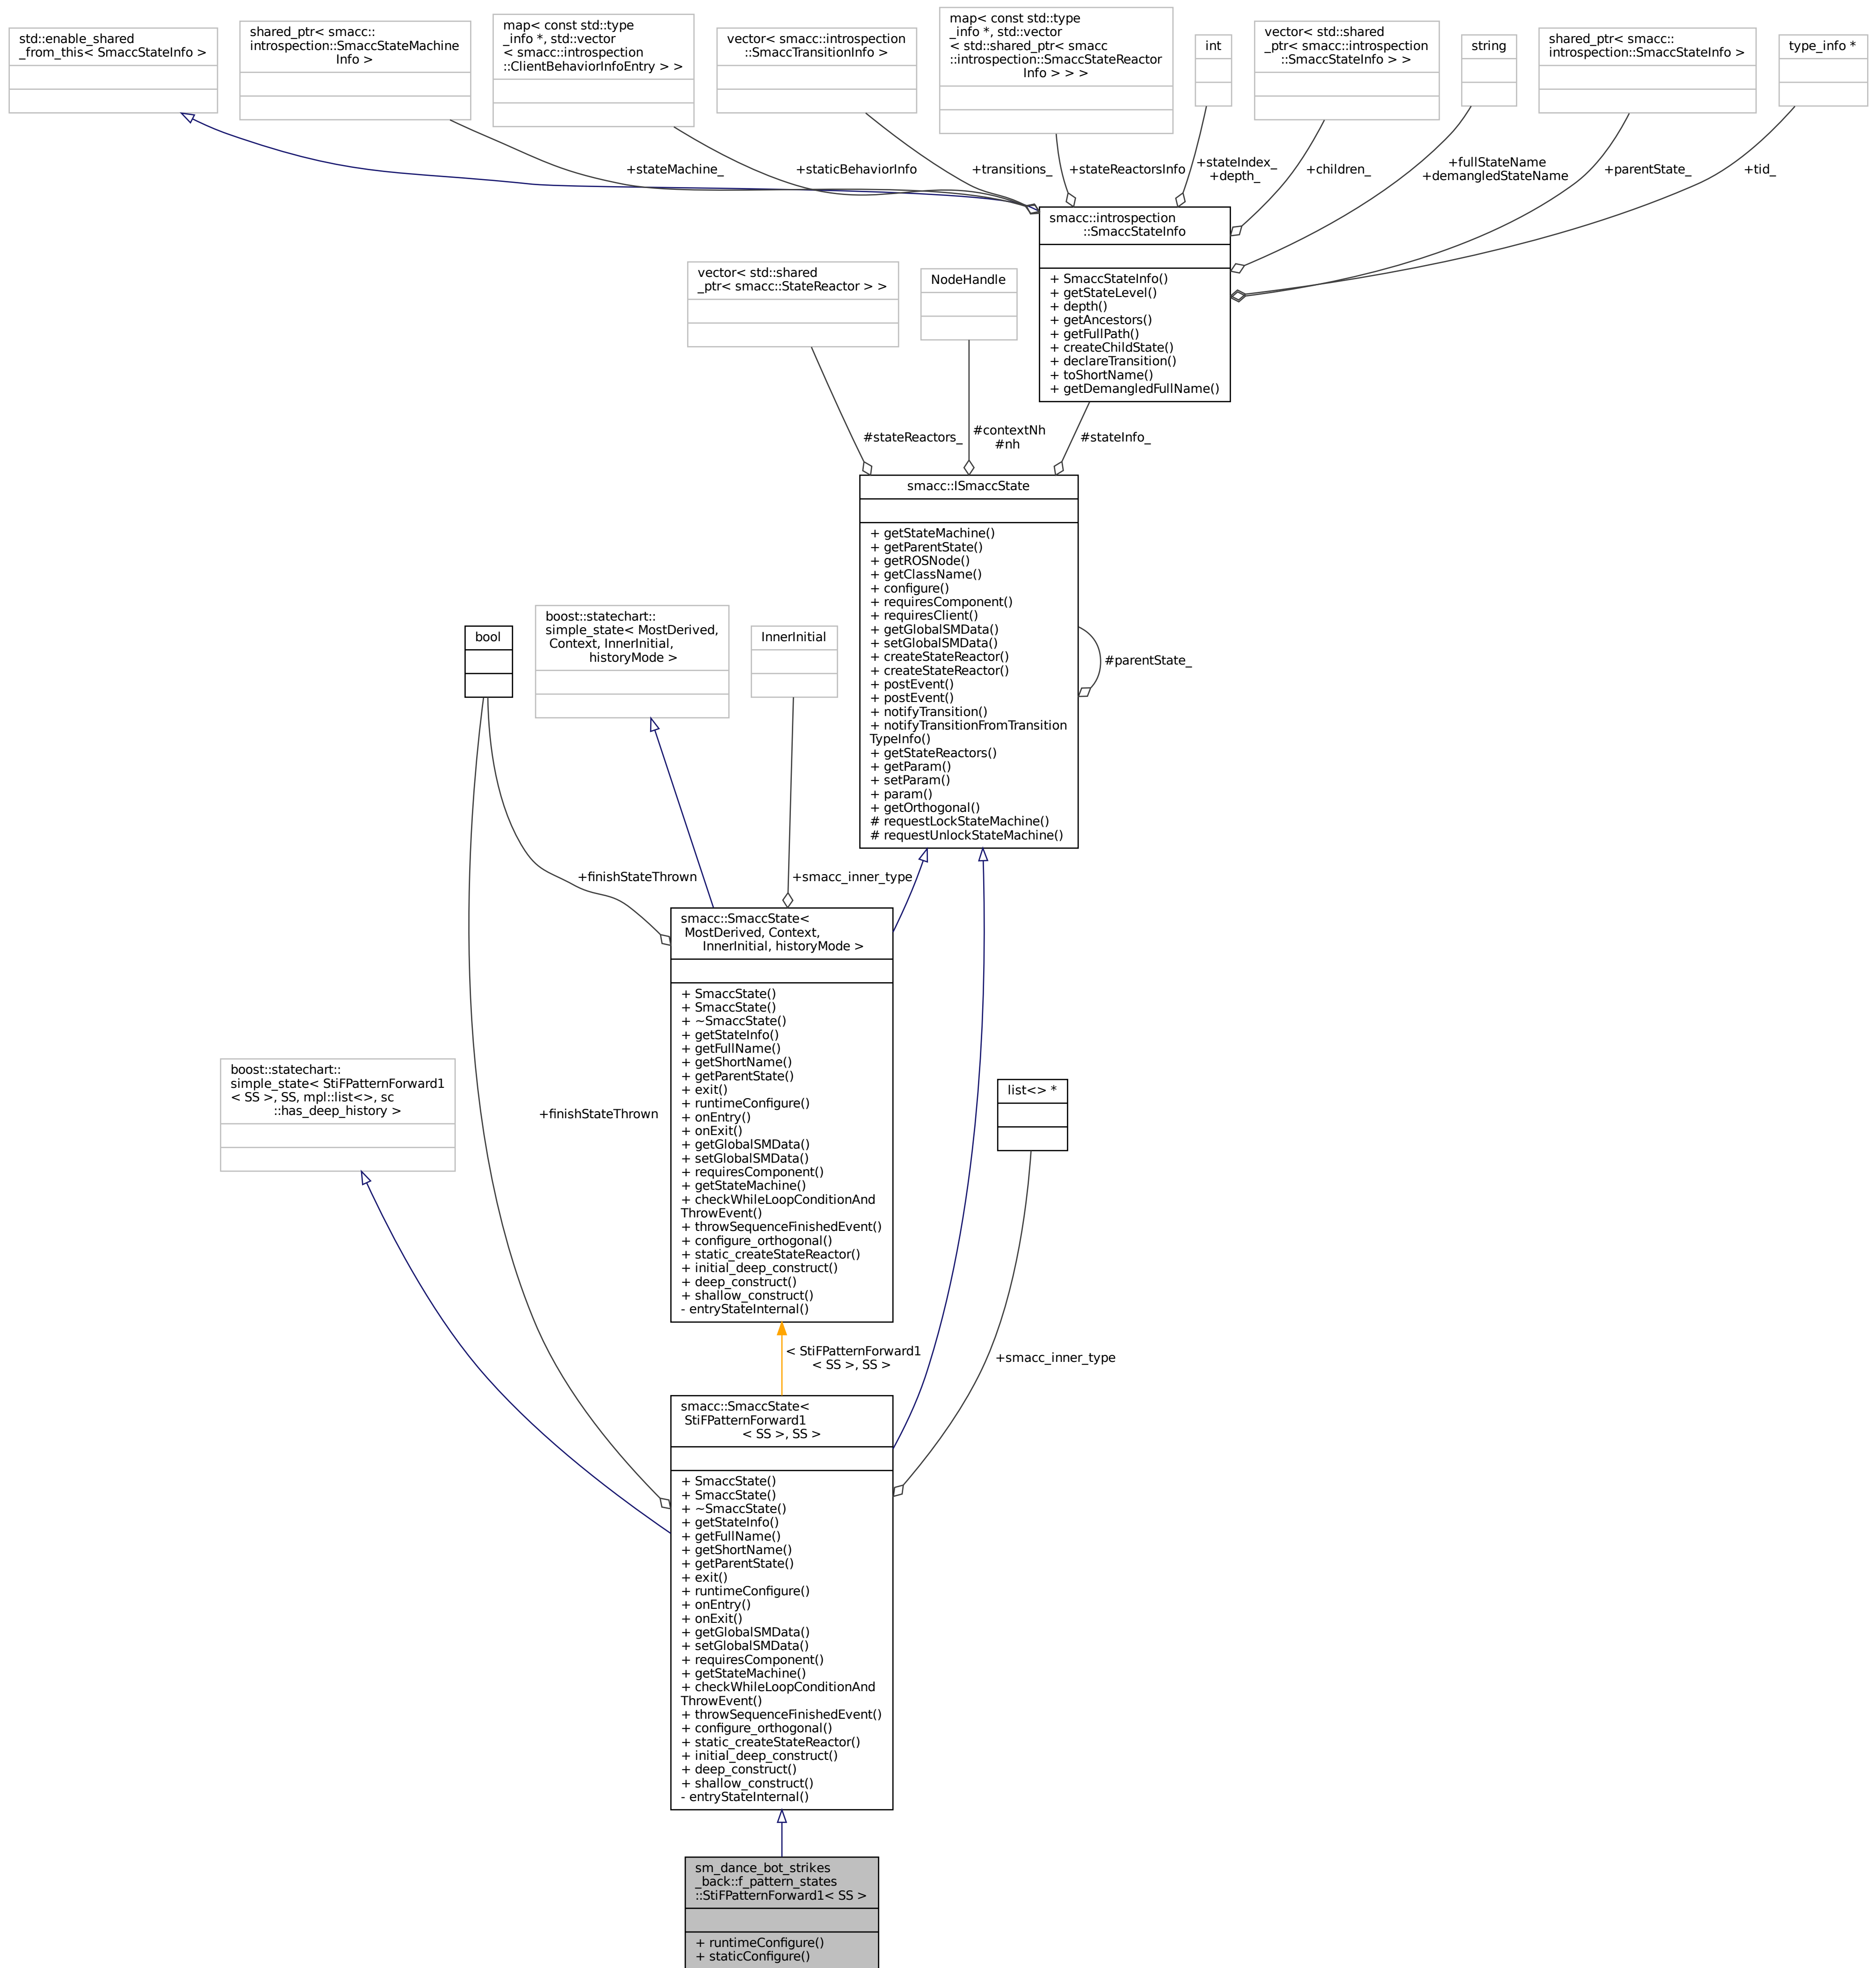 std::enable_shared
_from_this< SmaccStateInfo >
shared_ptr< smacc::
introspection::SmaccStateMachine
Info >
map< const std::type
_info *, std::vector
< smacc::introspection
::ClientBehaviorInfoEntry > >
vector< smacc::introspection
::SmaccTransitionInfo >
map< const std::type
_info *, std::vector
< std::shared_ptr< smacc
::introspection::SmaccStateReactor
Info > > >
int
vector< std::shared
_ptr< smacc::introspection
::SmaccStateInfo > >
string
shared_ptr< smacc::
introspection::SmaccStateInfo >
type_info *
+stateMachine_
+staticBehaviorInfo
+transitions_
+stateReactorsInfo
+stateIndex_
+depth_
+children_
+fullStateName
+demangledStateName
+parentState_
+tid_
smacc::introspection
::SmaccStateInfo
+ SmaccStateInfo()
+ getStateLevel()
+ depth()
+ getAncestors()
+ getFullPath()
+ createChildState()
+ declareTransition()
+ toShortName()
+ getDemangledFullName()
vector< std::shared
_ptr< smacc::StateReactor > >
NodeHandle
#stateReactors_
#contextNh
#nh
#stateInfo_
smacc::ISmaccState
+ getStateMachine()
+ getParentState()
+ getROSNode()
+ getClassName()
+ configure()
+ requiresComponent()
+ requiresClient()
+ getGlobalSMData()
+ setGlobalSMData()
+ createStateReactor()
+ createStateReactor()
+ postEvent()
+ postEvent()
+ notifyTransition()
+ notifyTransitionFromTransition
TypeInfo()
+ getStateReactors()
+ getParam()
+ setParam()
+ param()
+ getOrthogonal()
# requestLockStateMachine()
# requestUnlockStateMachine()
#parentState_
bool
boost::statechart::
simple_state< MostDerived,
Context, InnerInitial,
historyMode >
InnerInitial
+finishStateThrown
+smacc_inner_type
smacc::SmaccState<
MostDerived, Context,
InnerInitial, historyMode >
+ SmaccState()
+ SmaccState()
+ ~SmaccState()
+ getStateInfo()
+ getFullName()
+ getShortName()
+ getParentState()
+ exit()
+ runtimeConfigure()
+ onEntry()
+ onExit()
+ getGlobalSMData()
+ setGlobalSMData()
+ requiresComponent()
+ getStateMachine()
+ checkWhileLoopConditionAnd
ThrowEvent()
+ throwSequenceFinishedEvent()
+ configure_orthogonal()
+ static_createStateReactor()
+ initial_deep_construct()
+ deep_construct()
+ shallow_construct()
- entryStateInternal()
boost::statechart::
simple_state< StiFPatternForward1
< SS >, SS, mpl::list<>, sc
::has_deep_history >
+finishStateThrown
list<> *
< StiFPatternForward1
< SS >, SS >
+smacc_inner_type
smacc::SmaccState<
StiFPatternForward1
< SS >, SS >
+ SmaccState()
+ SmaccState()
+ ~SmaccState()
+ getStateInfo()
+ getFullName()
+ getShortName()
+ getParentState()
+ exit()
+ runtimeConfigure()
+ onEntry()
+ onExit()
+ getGlobalSMData()
+ setGlobalSMData()
+ requiresComponent()
+ getStateMachine()
+ checkWhileLoopConditionAnd
ThrowEvent()
+ throwSequenceFinishedEvent()
+ configure_orthogonal()
+ static_createStateReactor()
+ initial_deep_construct()
+ deep_construct()
+ shallow_construct()
- entryStateInternal()
sm_dance_bot_strikes
_back::f_pattern_states
::StiFPatternForward1< SS >
+ runtimeConfigure()
+ staticConfigure()